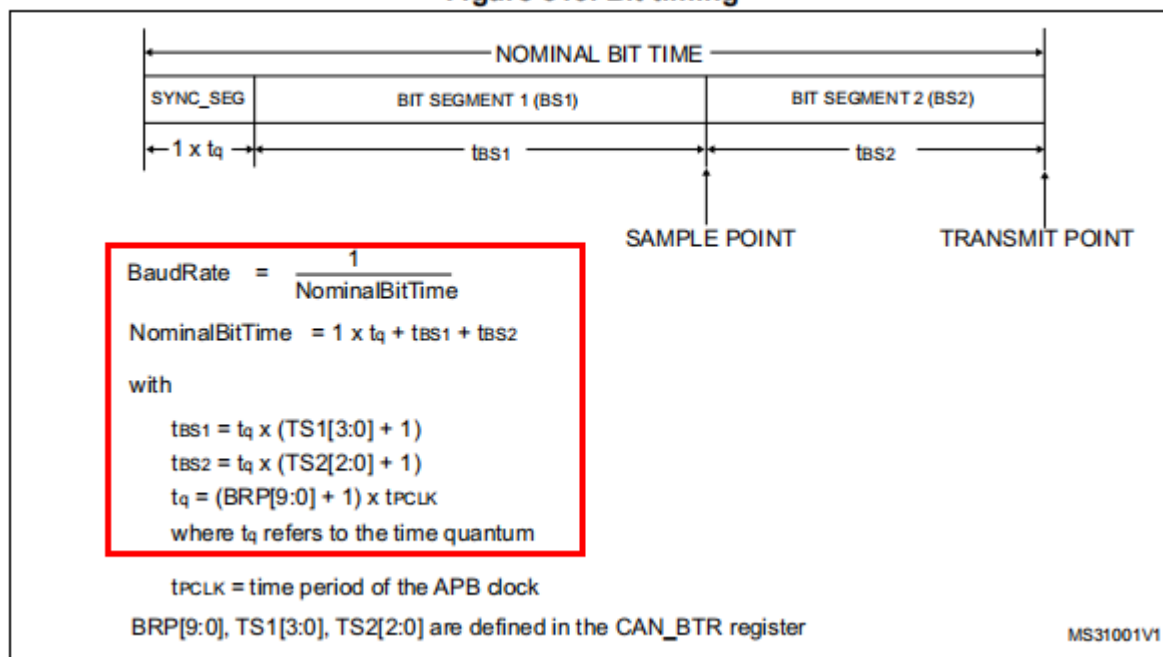 NOMINAL BIT TIME
SYNC_SEG BIT SEGMENT 1 (BS1) BIT SEGMENT 2 (BS2)
1 x tq tBS1 tBS2
SAMPLE POINT TRANSMIT POINT
BaudRate = 1
NominalBitTime
NominalBitTime = 1 x tq + tBS1 + tBS2
with
tBS1 = tq x (TS1[3:0] + 1)
tBS2 = tq x (TS2[2:0] + 1)
tq = (BRP[9:0] + 1) x tPCLK
where tq refers to the time quantum
tPCLK = time period of the APB clock
BRP[9:0], TS1[3:0], TS2[2:0] are defined in the CAN_BTR register
MS31001V1